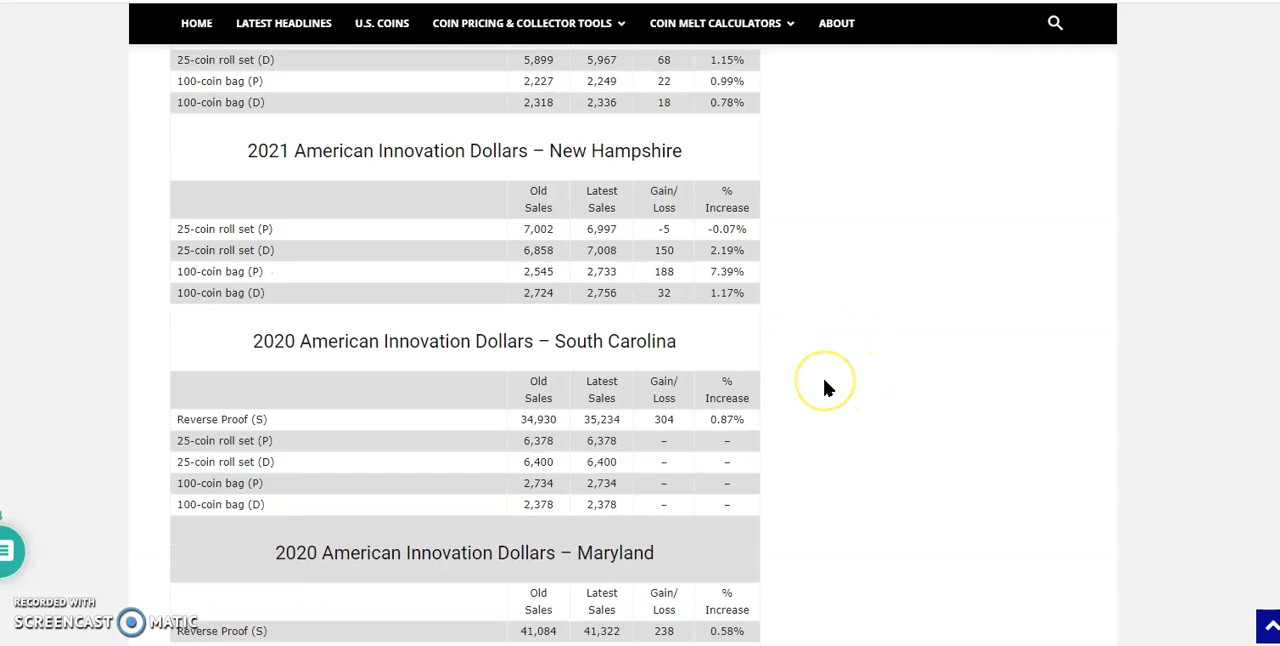 HOME LATEST HEADLINES U.S. COINS COIN PRICING & COLLECTOR TOOLS COIN MELT CALCULATORS ABOUT
25-coin roll set (D) 5,899 5,967 68 1.15%
100-coin bag (P) 2,227 2,249 22 0.99%
100-coin bag (D) 2,318 2,336 18 0.78%
2021 American Innovation Dollars – New Hampshire
Old Latest Gain/ %
Sales Sales Loss Increase
25-coin roll set (P) 7,002 6,997 -5 -0.07%
25-coin roll set (D) 6,858 7,008 150 2.19%
100-coin bag (P) 2,545 2,733 188 7.39%
100-coin bag (D) 2,724 2,756 32 1.17%
2020 American Innovation Dollars – South Carolina
Old Latest Gain/ %
Sales Sales Loss Increase
Reverse Proof (S) 34,930 35,234 304 0.87%
25-coin roll set (P) 6,378 6,378 – –
25-coin roll set (D) 6,400 6,400 – –
100-coin bag (P) 2,734 2,734 – –
100-coin bag (D) 2,378 2,378 – –
2020 American Innovation Dollars – Maryland
Old Latest Gain/ %
Sales Sales Loss Increase
Reverse Proof (S) 41,084 41,322 238 0.58%
RECORDED WITH
SCREENCAST MATIC